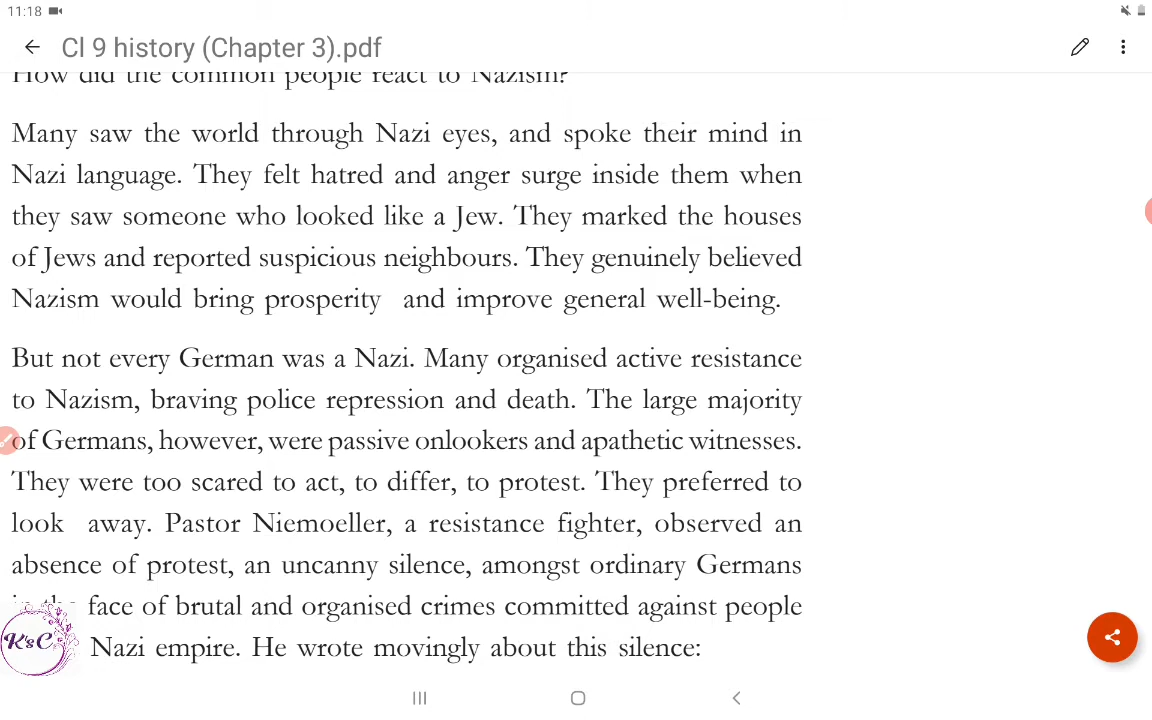 11:18
Cl 9 history (Chapter 3).pdf
How did the common people react to Nazism?
Many saw the world through Nazi eyes, and spoke their mind in
Nazi language. They felt hatred and anger surge inside them when
they saw someone who looked like a Jew. They marked the houses
of Jews and reported suspicious neighbours. They genuinely believed
Nazism would bring prosperity and improve general well-being.
But not every German was a Nazi. Many organised active resistance
to Nazism, braving police repression and death. The large majority
of Germans, however, were passive onlookers and apathetic witnesses.
They were too scared to act, to differ, to protest. They preferred to
look away. Pastor Niemoeller, a resistance fighter, observed an
absence of protest, an uncanny silence, amongst ordinary Germans
face of brutal and organised crimes committed against people
Nazi empire. He wrote movingly about this silence:
K's C